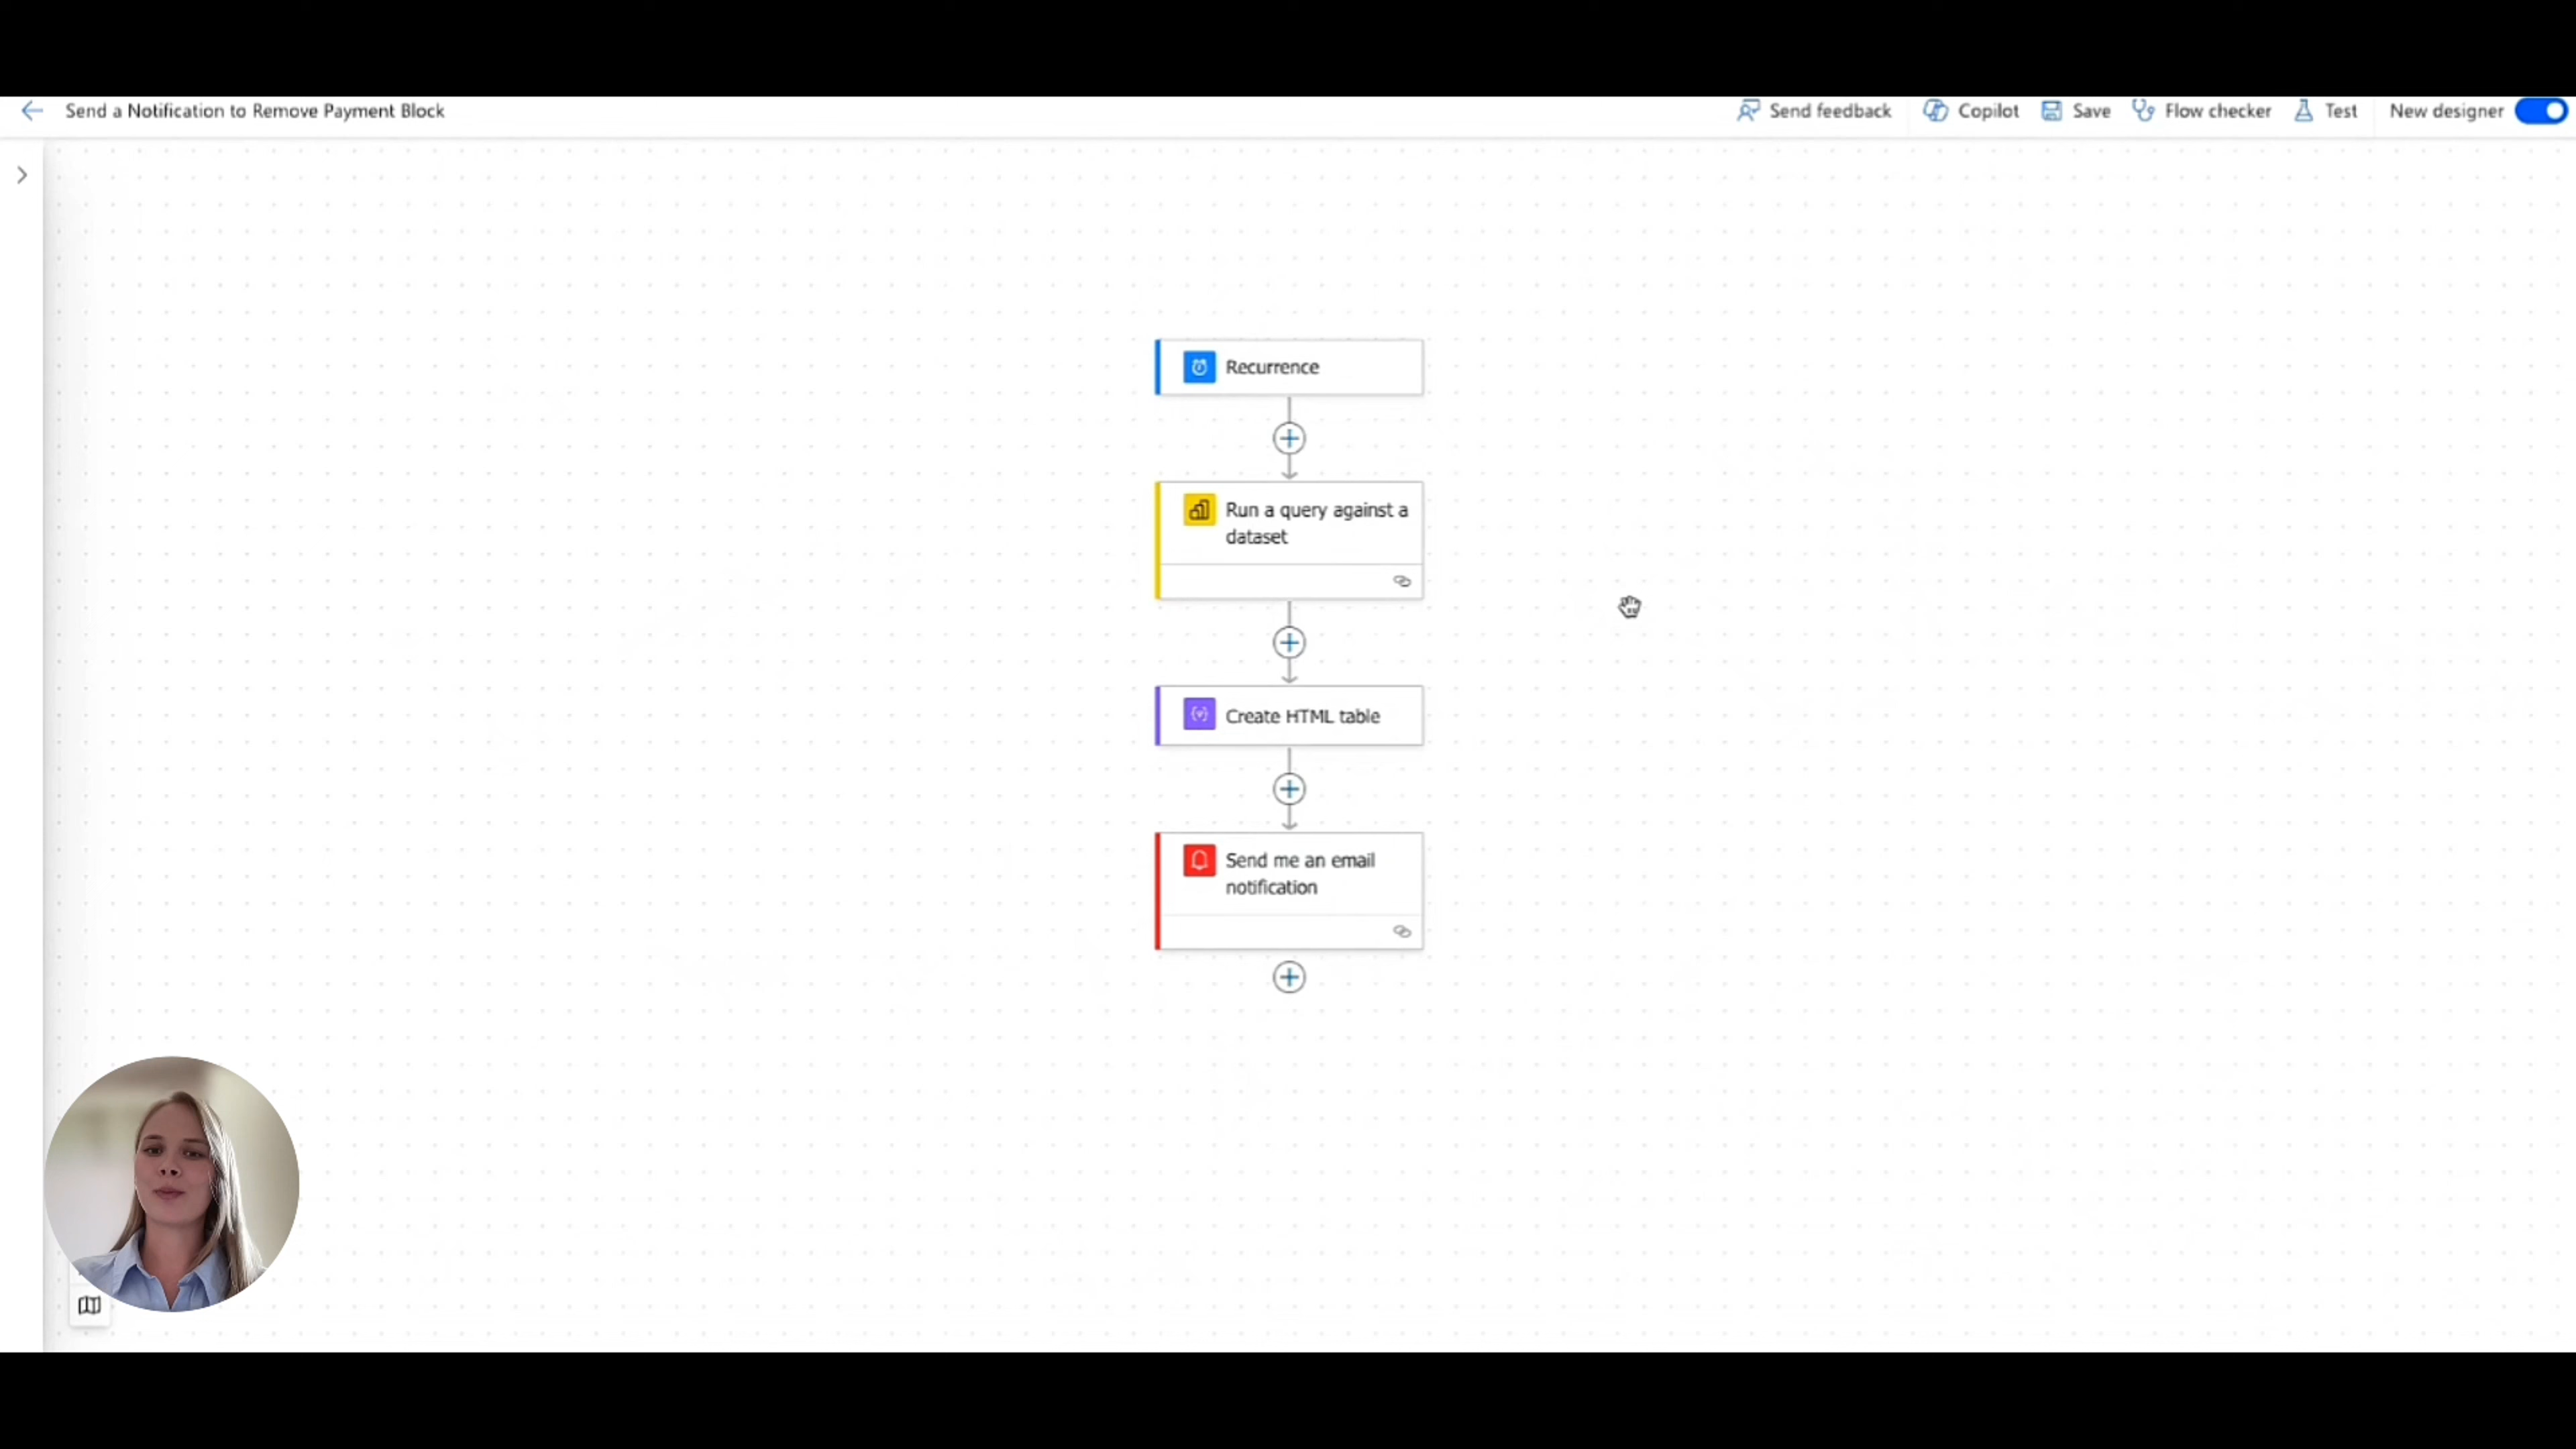 Send a Notification to Remove Payment Block
Send feedback
Copilot
Save
Flow checker
Test
New designer
Recurrence
Run a query against a
dataset
Create HTML table
Send me an email
notification